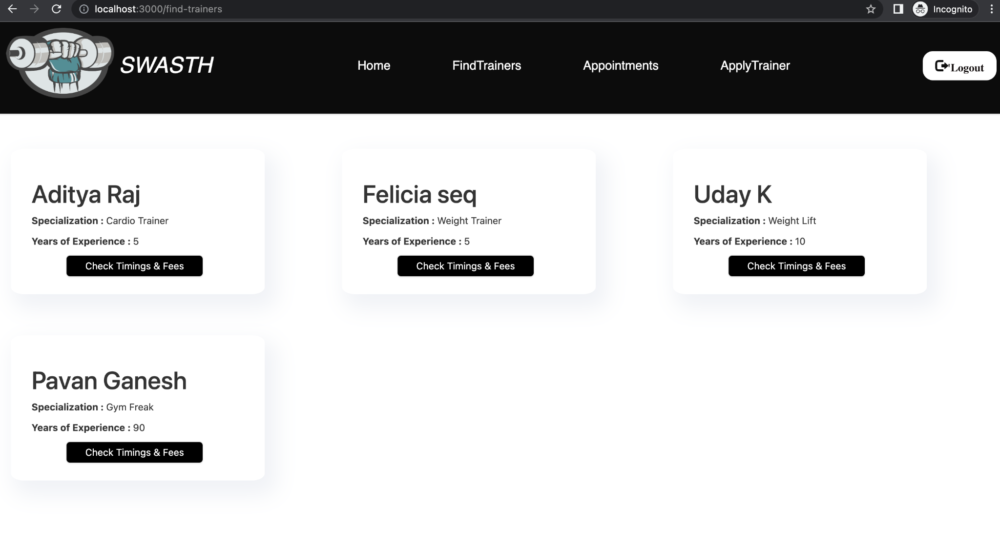 localhost:3000/find-trainers
Incognito
SWASTH
Home
FindTrainers
Appointments
ApplyTrainer
Logout
Aditya Raj
Specialization : Cardio Trainer
Years of Experience : 5
Check Timings & Fees
Felicia seq
Specialization : Weight Trainer
Years of Experience : 5
Check Timings & Fees
Uday K
Specialization : Weight Lift
Years of Experience : 10
Check Timings & Fees
Pavan Ganesh
Specialization : Gym Freak
Years of Experience : 90
Check Timings & Fees